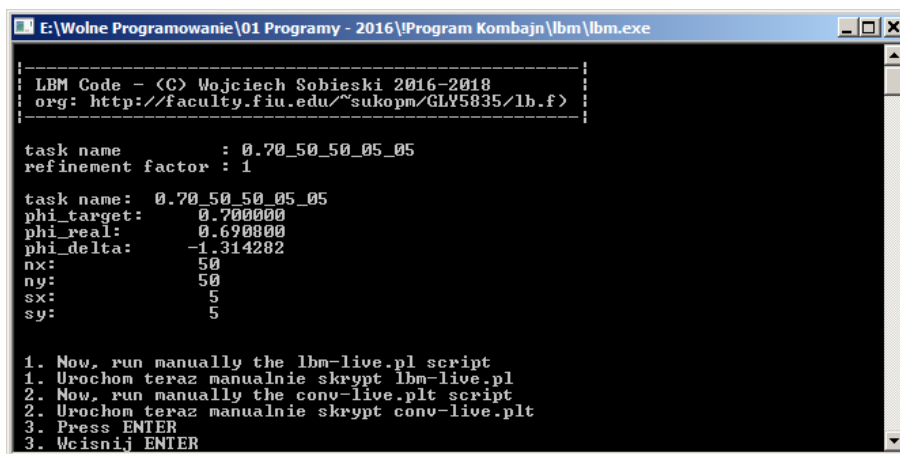 E:\Wolne Programowanie\01 Programy - 2016\!Program Kombajn\lbm\lbm.exe
LBM Code - (C) Wojciech Sobieski 2016-2018
org: http://faculty.fiu.edu/~sukopm/GLY5835/lb.f)
task name : 0.70_50_50_05_05
refinement factor : 1
task name: 0.70_50_50_05_05
phi_target: 0.700000
phi_real: 0.690800
phi_delta: -1.314282
nx: 50
ny: 50
sx: 5
sy: 5
1. Now, run manually the lbm-live.pl script
1. Urochom teraz manualnie skrypt lbm-live.pl
2. Now, run manually the conv-live.plt script
2. Urochom teraz manualnie skrypt conv-live.plt
3. Press ENTER
3. Wcisnij ENTER